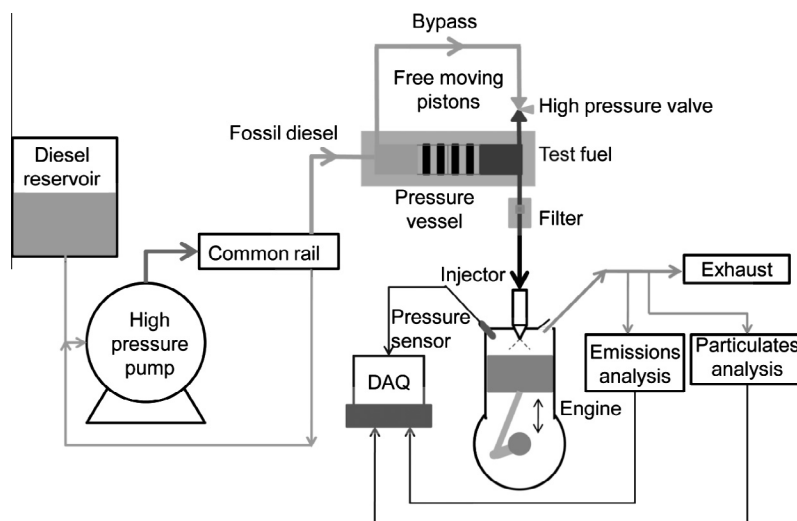 Bypass
Free moving
pistons
High pressure valve
Fossil diesel
Diesel
reservoir
Test fuel
Pressure
vessel
Filter
Common rail
Injector
Exhaust
High
pressure
pump
Pressure
sensor
DAQ
Emissions
analysis
Particulates
analysis
Engine